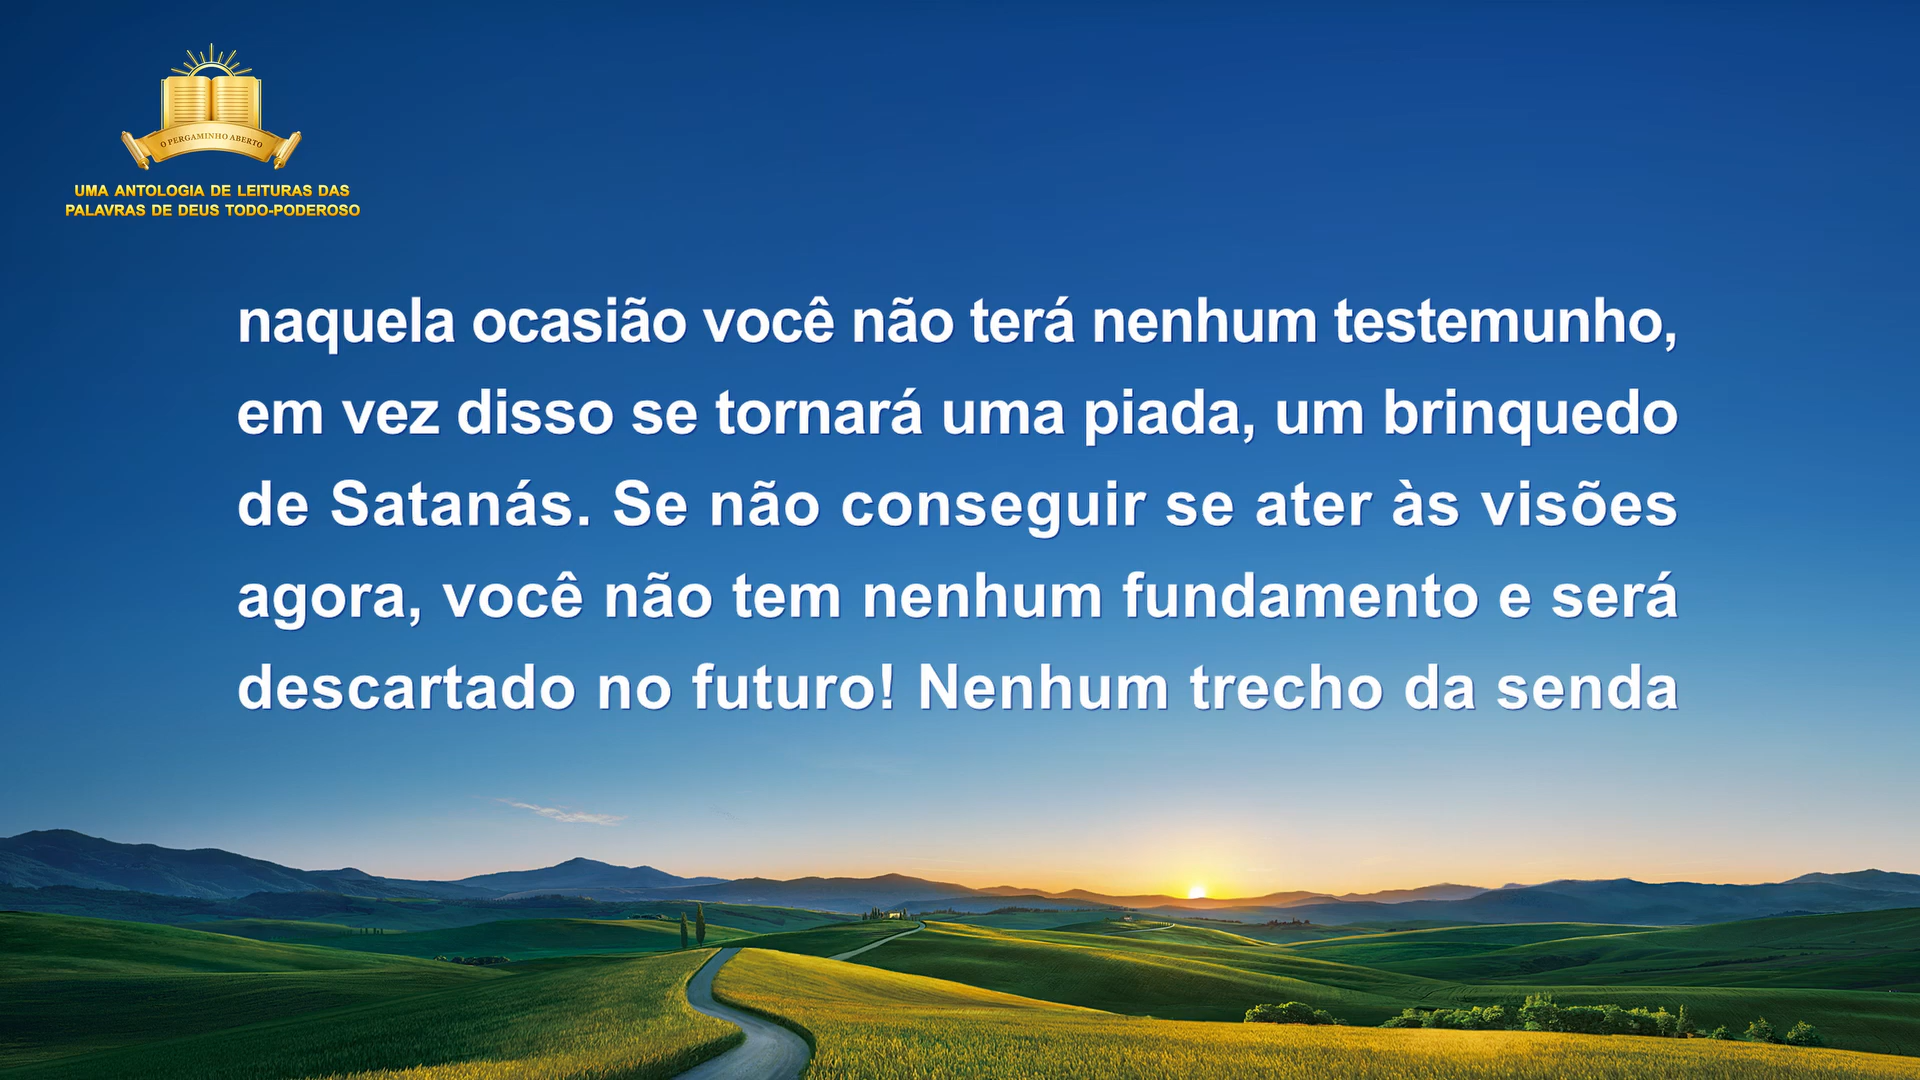 O PERGAMINHO ABERTO
UMA ANTOLOGIA DE LEITURAS DAS
PALAVRAS DE DEUS TODO-PODEROSO
naquela ocasião você não terá nenhum testemunho,
em vez disso se tornará uma piada, um brinquedo
de Satanás. Se não conseguir se ater às visões
agora, você não tem nenhum fundamento e será
descartado no futuro! Nenhum trecho da senda